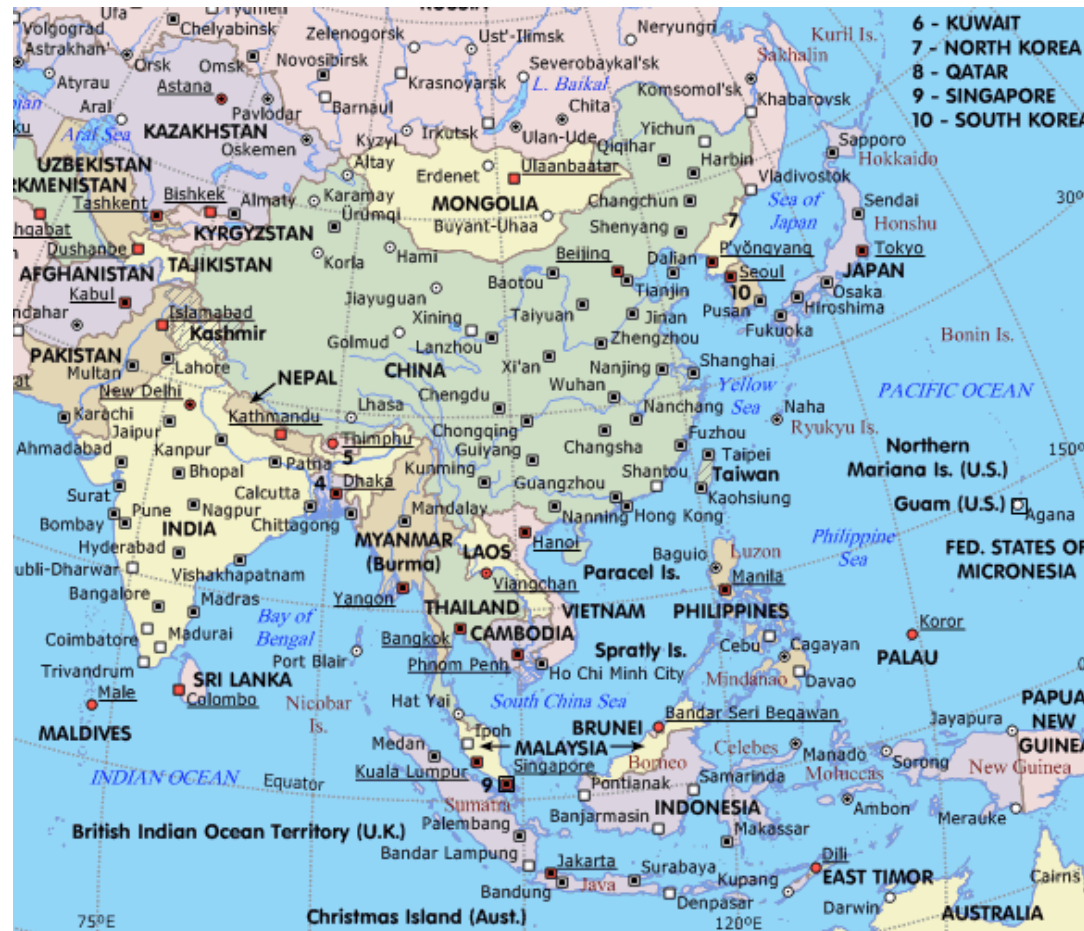 RUSSIA
Ufa
Tyumen
Chelyabinsk
Volgograd
Astrakhan'
Orsk
Omsk
Zelenogorsk
Novosibirsk
Ust'-Ilimsk
Krasnoyarsk
Severobaykal'sk
Neryungri
Kuril Is.
Sakhalin
6 - KUWAIT
7 - NORTH KOREA
8 - QATAR
9 - SINGAPORE
10 - SOUTH KOREA
Atyrau
Aral
Astana
Pavlodar
Barnaul
L. Baikal
Chita
Komsomol'sk
Khabarovsk
Aral Sea
KAZAKHSTAN
Oskemen
Kyzyl
Irkutsk
Ulan-Ude
Yichun
Qiqihar
Harbin
Sapporo
Hokkaido
UZBEKISTAN
Altay
Erdenet
Ulaanbaatar
Vladivostok
RKMENISTAN
Tashkent
Bishkek
Almaty
Karamay
Ürümqi
MONGOLIA
Buyant-Uhaa
Changchun
Shenyang
Sea of
Japan
Sendai
Honshu
300
hqabat
Dushanbe
KYRGYZSTAN
TAJIKISTAN
Korla
Hami
Beijing
Dalian
7
P'yŏngyang
Seoul
Tokyo
JAPAN
AFGHANISTAN
Kabul
Jiayuguan
Baotou
Tianjin
10
Osaka
ndahar
Islamabad
Kashmir
Xining
Golmud
Lanzhou
Taiyuan
Jinan
Pusan
Hiroshima
Fukuoka
Bonin Is.
PAKISTAN
Multan
Lahore
NEPAL
CHINA
Xi'an
Zhengzhou
Nanjing
Shanghai
Yellow
Sea
PACIFIC OCEAN
New Delhi
Kathmandu
Lhasa
Chengdu
Wuhan
Nanchang
Naha
Ryukyu Is.
Karachi
Jaipur
Kanpur
Thimphu
5
Chongqing
Changsha
Fuzhou
Northern
Mariana Is. (U.S.)
Ahmadabad
Bhopal
Patna
Kunming
Guiyang
Shantou
Taipei
Taiwan
150º
Surat
Nagpur
Calcutta
4
Dhaka
Guangzhou
Kaohsiung
Guam (U.S.)
Agana
Bombay
Pune
INDIA
Chittagong
Mandalay
Nanning
Hong Kong
Philippine
Sea
Hyderabad
MYANMAR
(Burma)
LAOS
Hanoi
Baguio
Luzon
FED. STATES OF
MICRONESIA
ubli-Dharwar
Vishakhapatnam
Viangchan
Paracel Is.
Manila
Bangalore
Madras
Bay of
Bengal
Yangon
THAILAND
VIETNAM
PHILIPPINES
Coimbatore
Madurai
Bangkok
CAMBODIA
Cebu
Cagayan
Koror
Trivandrum
Port Blair
Phnom Penh
Ho Chi Minh City
Spratly Is.
Mindanao
Davao
PALAU
Male
SRI LANKA
Colombo
Nicobar
Is.
Hat Yai
South China Sea
Bandar Seri Begawan
MALDIVES
BRUNEI
Jayapura
PAPUA
NEW
GUINEA
Medan
Ipoh
MALAYSIA
Celebes
Manado
Sorong
New Guinea
INDIAN OCEAN
Equator
Kuala Lumpur
Singapore
9
Borneo
Pontianak
Samarinda
Moluccas
Sumatra
INDONESIA
Ambon
Merauke
British Indian Ocean Territory (U.K.)
Palembang
Banjarmasin
Makassar
Bandar Lampung
Jakarta
Surabaya
Kupang
Dili
EAST TIMOR
Cairns
Bandung
Java
Denpasar
Darwin
75ºE
Christmas Island (Aust.)
120ºE
AUSTRALIA